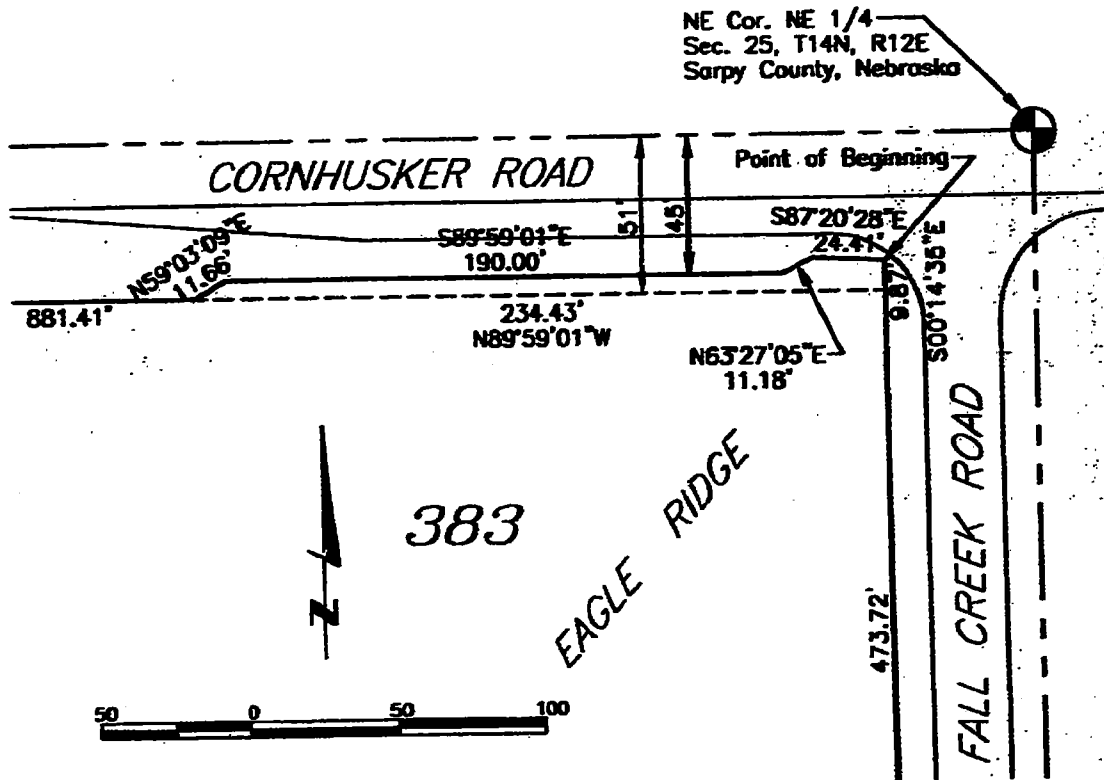 NE Cor. NE 1/4
Sec. 25, T14N, R12E
Sarpy County, Nebraska
CORNHUSKER ROAD
Point of Beginning
51'
45'
N59°03'09"E
11.66'
S89°59'01"E
190.00'
S87°20'28"E
24.41'
9.87'
S00°14'35"E
881.41'
234.43'
N89°59'01"W
N63°27'05"E
11.18'
383
EAGLE RIDGE
473.72'
FALL CREEK ROAD
N
50 0 50 100